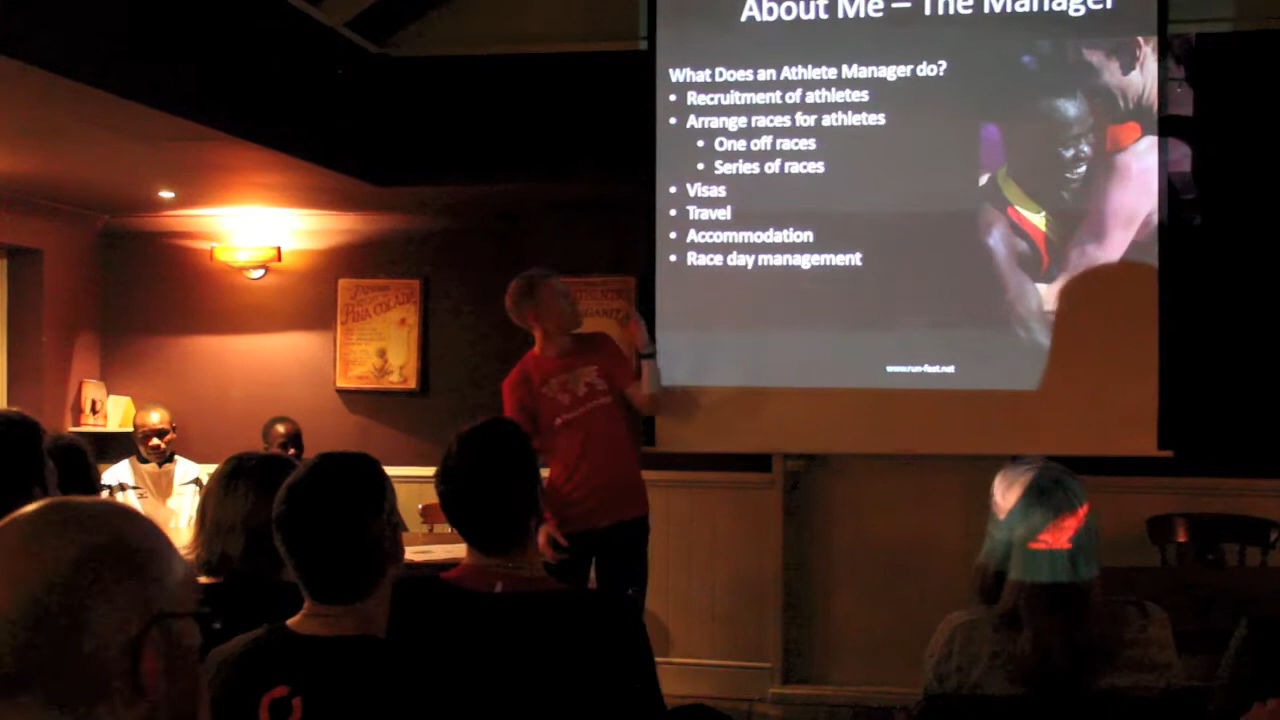 About Me – The Manager
What Does an Athlete Manager do?
• Recruitment of athletes
• Arrange races for athletes
• One off races
• Series of races
• Visas
• Travel
• Accommodation
• Race day management
www.run-fast.net
PINA COLADA